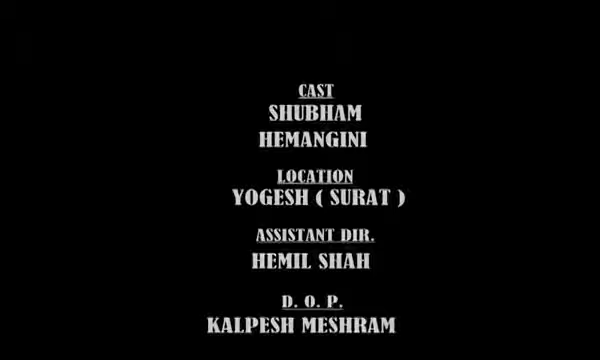 CAST
SHUBHAM
HEMANGINI
LOCATION
YOGESH ( SURAT )
ASSISTANT DIR.
HEMIL SHAH
D. O. P.
KALPESH MESHRAM